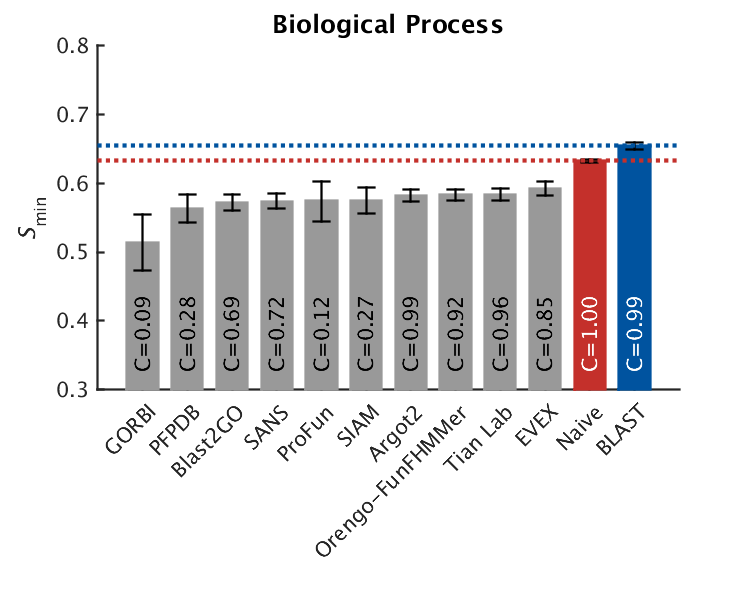 Biological Process
0.8
0.7
0.6
0.5
0.4
0.3
Smin
C=0.09
C=0.28
C=0.69
C=0.72
C=0.12
C=0.27
C=0.99
C=0.92
C=0.96
C=0.85
C=1.00
C=0.99
GORBI
PFPDB
Blast2GO
SANS
ProFun
SIAM
Argot2
Orengo-FunFHMMer
Tian Lab
EVEX
Naive
BLAST